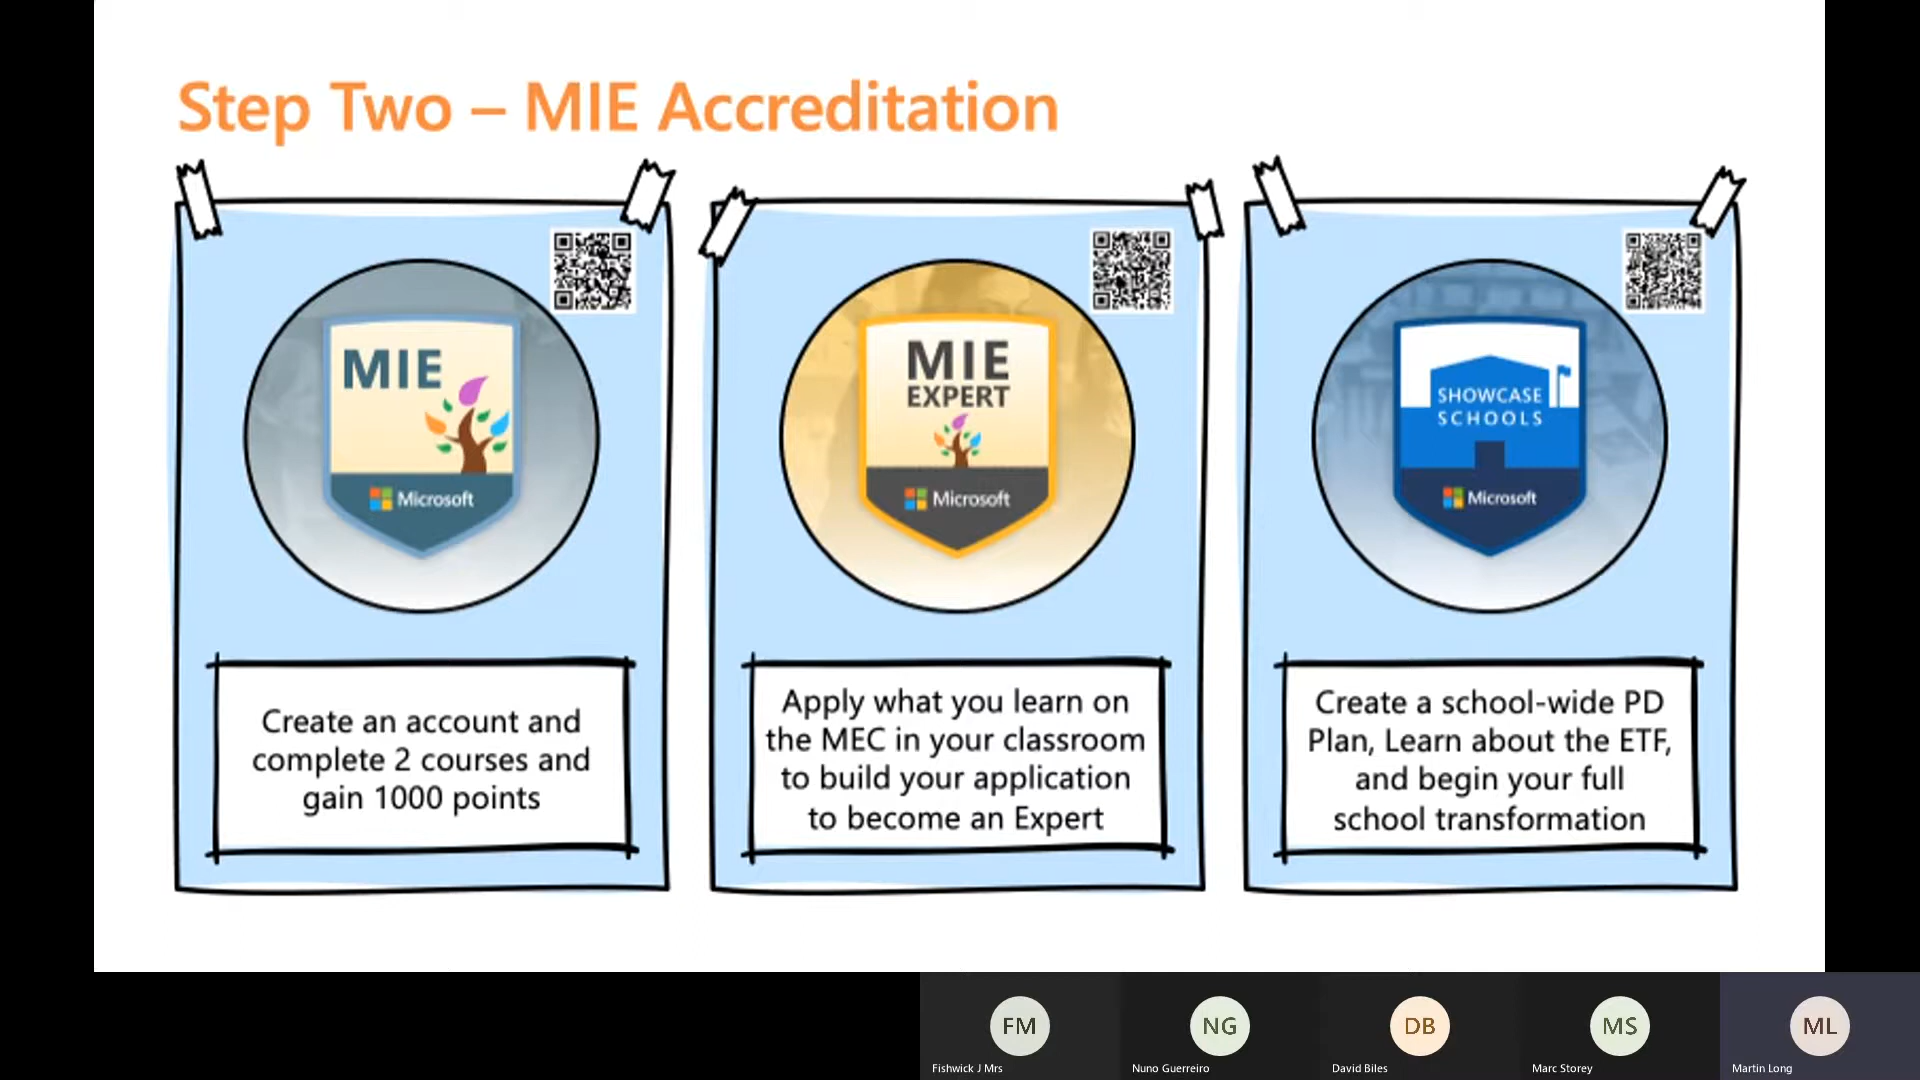 Step Two – MIE Accreditation
MIE
Microsoft
Create an account and
complete 2 courses and
gain 1000 points
MIE
EXPERT
Microsoft
Apply what you learn on
the MEC in your classroom
to build your application
to become an Expert
SHOWCASE
SCHOOLS
Microsoft
Create a school-wide PD
Plan, Learn about the ETF,
and begin your full
school transformation
FM
Fishwick J Mrs
NG
Nuno Guerreiro
DB
David Biles
MS
Marc Storey
ML
Martin Long